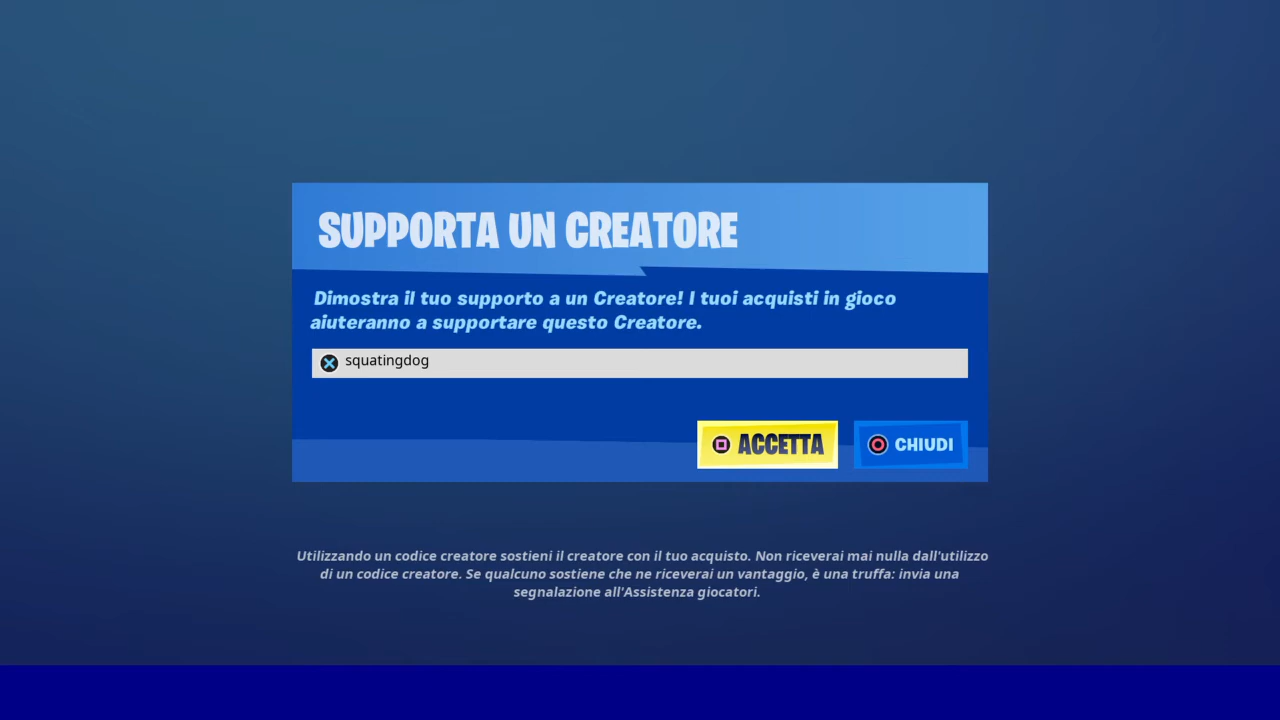 SUPPORTA UN CREATORE
Dimostra il tuo supporto a un Creatore! I tuoi acquisti in gioco
aiuteranno a supportare questo Creatore.
squatingdog
ACCETTA
CHIUDI
Utilizzando un codice creatore sostieni il creatore con il tuo acquisto. Non riceverai mai nulla dall'utilizzo
di un codice creatore. Se qualcuno sostiene che ne riceverai un vantaggio, è una truffa: invia una
segnalazione all'Assistenza giocatori.